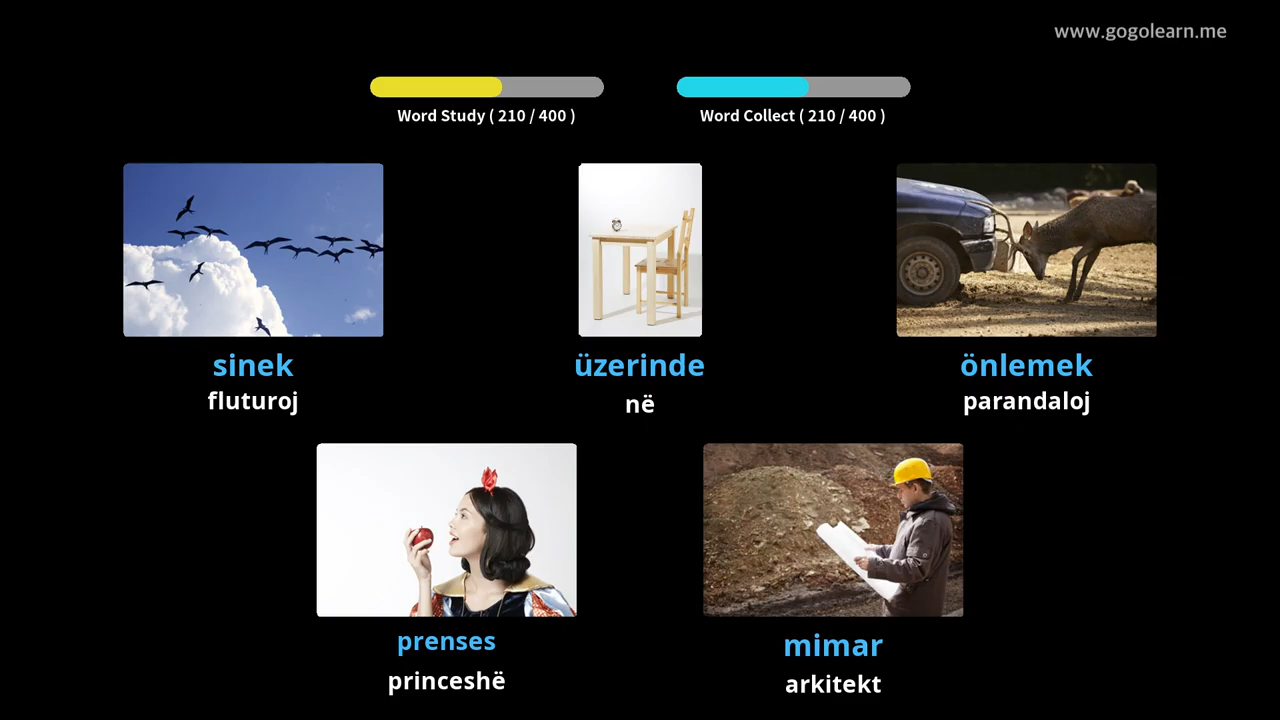 www.gogolearn.me
Word Study ( 210 / 400 )
Word Collect ( 210 / 400 )
sinek
fluturoj
üzerinde
në
önlemek
parandaloj
prenses
princeshë
mimar
arkitekt